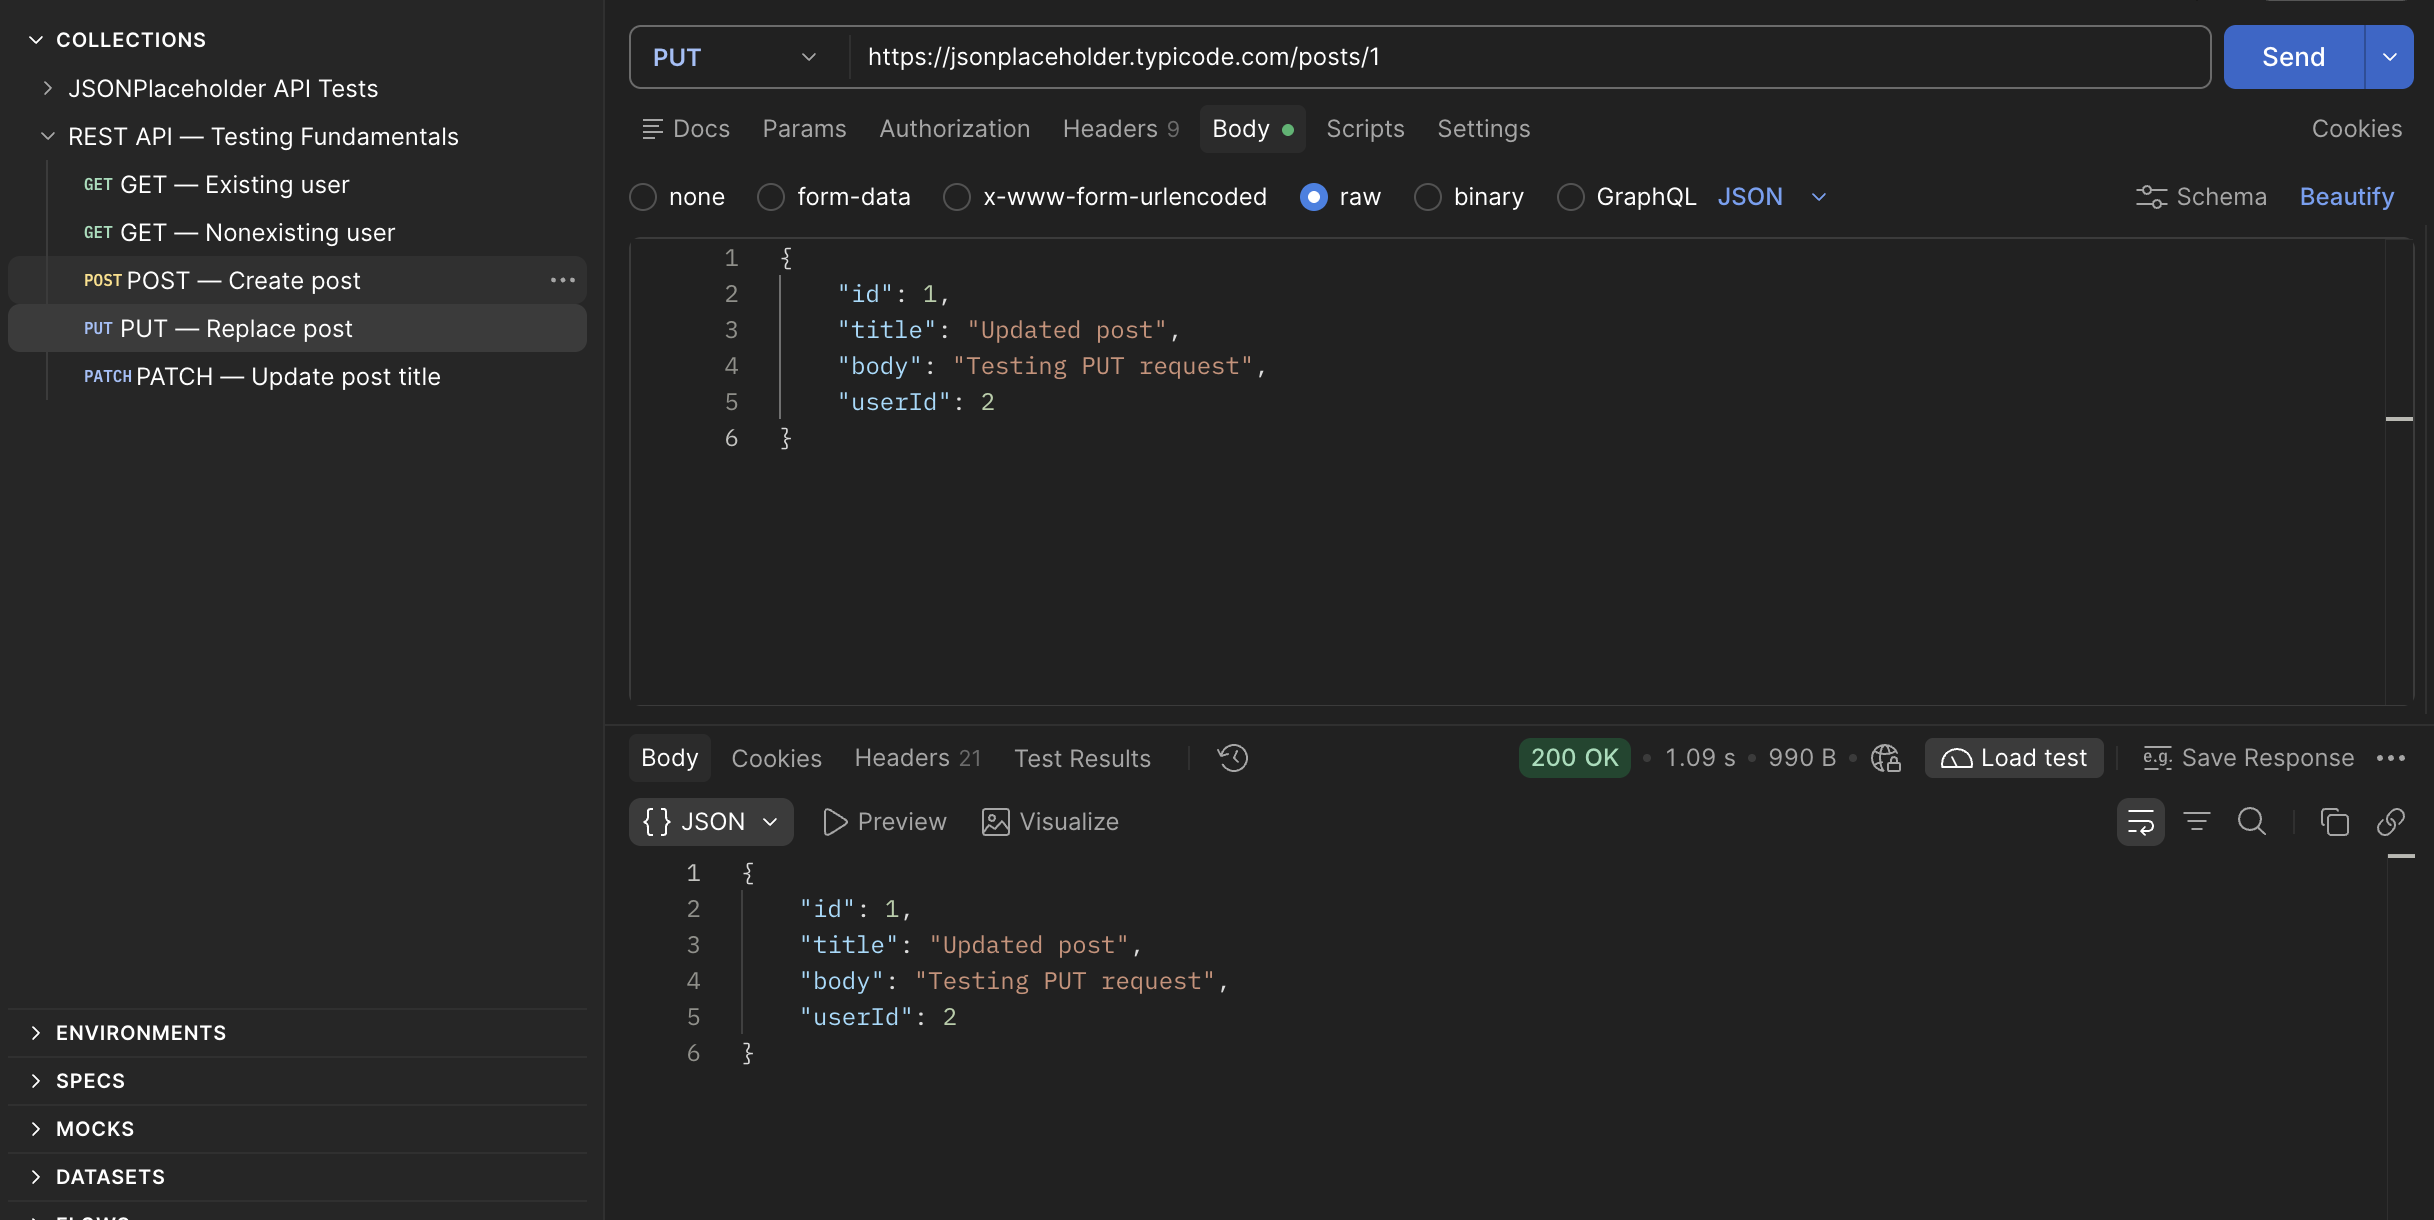 COLLECTIONS
JSONPlaceholder API Tests
REST API — Testing Fundamentals
GET GET — Existing user
GET GET — Nonexisting user
POST POST — Create post
PUT PUT — Replace post
PATCH PATCH — Update post title
ENVIRONMENTS
SPECS
MOCKS
DATASETS
FLOWS
PUT https://jsonplaceholder.typicode.com/posts/1 Send
Docs Params Authorization Headers 9 Body Scripts Settings Cookies
none form-data x-www-form-urlencoded raw binary GraphQL JSON Schema Beautify
1 {
2 "id": 1,
3 "title": "Updated post",
4 "body": "Testing PUT request",
5 "userId": 2
6 }
Body Cookies Headers 21 Test Results 200 OK • 1.09 s • 990 B • Load test e.g. Save Response
{} JSON Preview Visualize
1 {
2 "id": 1,
3 "title": "Updated post",
4 "body": "Testing PUT request",
5 "userId": 2
6 }